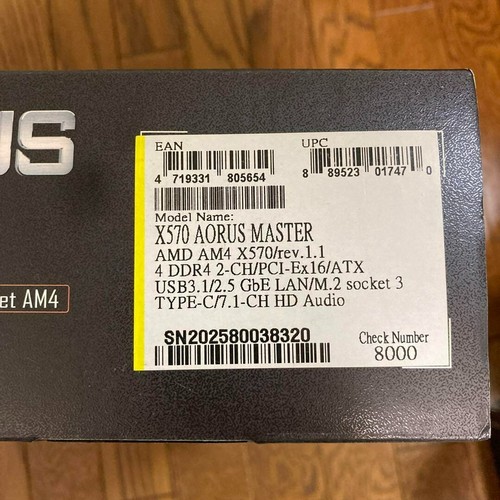 US
EAN
4 719331 805654
UPC
8 89523 01747 0
Model Name:
X570 AORUS MASTER
AMD AM4 X570/rev.1.1
4 DDR4 2-CH/PCI-Ex16/ATX
USB3.1/2.5 GbE LAN/M.2 socket 3
TYPE-C/7.1-CH HD Audio
et AM4
SN202580038320
Check Number
8000